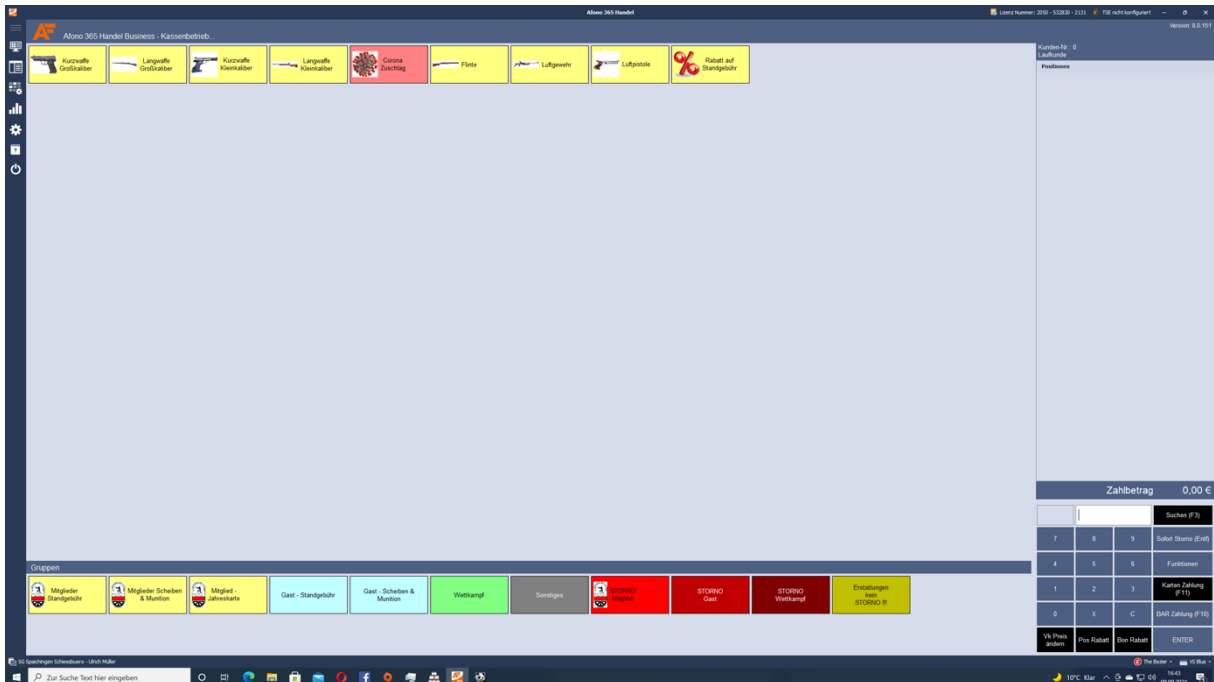 Afono 365 Handel
Lizenz Nummer: 2050 - 532830 - 2131
TSE nicht konfiguriert
Version: 8.0.151
AF
Afono 365 Handel Business - Kassenbetrieb...
Kunden-Nr.: 0
Laufkunde
Positionen
Kurzwaffe
Großkaliber
Langwaffe
Großkaliber
Kurzwaffe
Kleinkaliber
Langwaffe
Kleinkaliber
Corona
Zuschlag
Flinte
Luftgewehr
Luftpistole
Rabatt auf
Standgebühr
Zahlbetrag 0,00 €
Suchen (F3)
7 8 9 Sofort Storno (Entf)
4 5 6 Funktionen
1 2 3 Karten Zahlung
(F11)
0 X C BAR Zahlung (F10)
Vk Preis
ändern
Pos Rabatt
Bon Rabatt
ENTER
Gruppen
Mitglieder
Standgebühr
Mitglieder Scheiben
& Munition
Mitglied -
Jahreskarte
Gast - Standgebühr
Gast - Scheiben &
Munition
Wettkampf
Sonstiges
STORNO
Mitglied
STORNO
Gast
STORNO
Wettkampf
Erstattungen
kein
STORNO !!!
SG Spaichingen Schiessbuero - Ulrich Müller
The Bezier
VS Blue
Zur Suche Text hier eingeben
10°C Klar
16:43